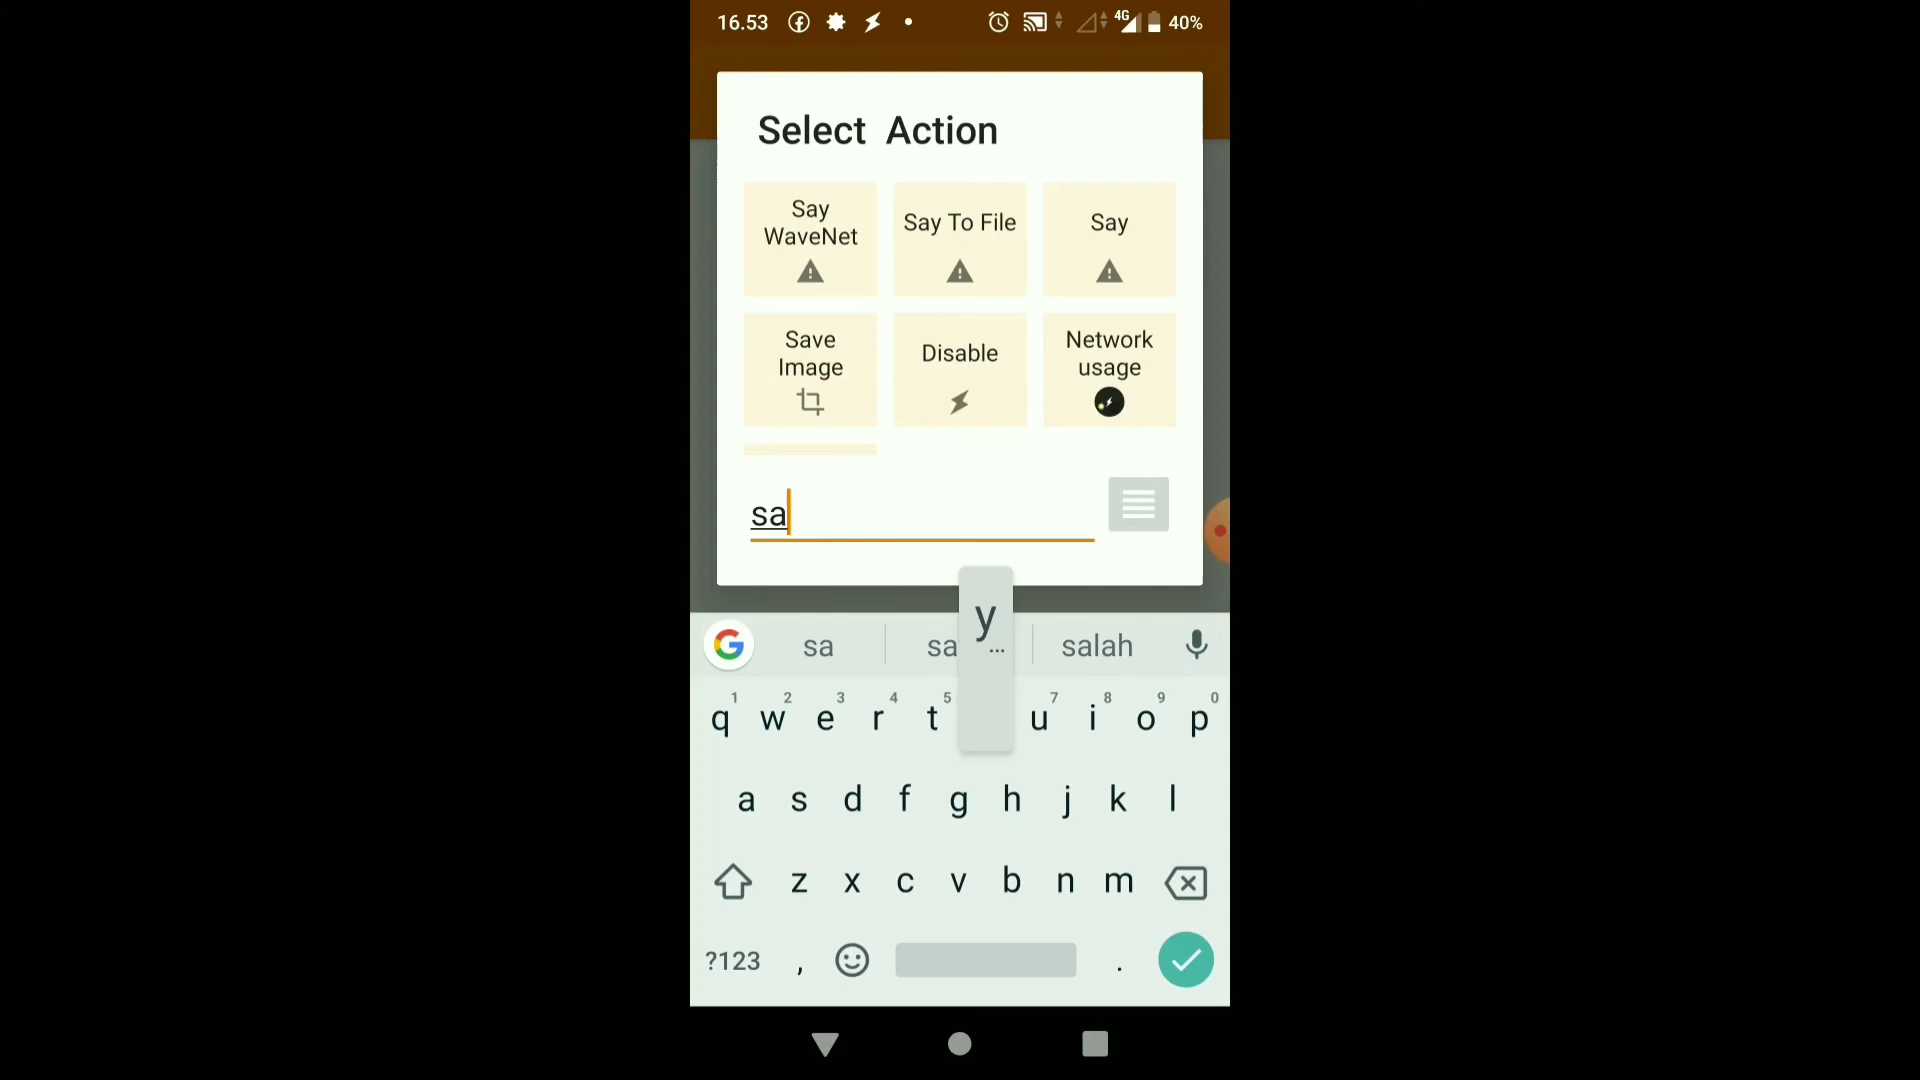 16.53
4G
40%
Select Action
Say WaveNet
Say To File
Say
Save Image
Disable
Network usage
sa
y
...
sa
sa
salah
1 2 3 4 5 7 8 9 0
q w e r t u i o p
a s d f g h j k l
z x c v b n m
?123 , .